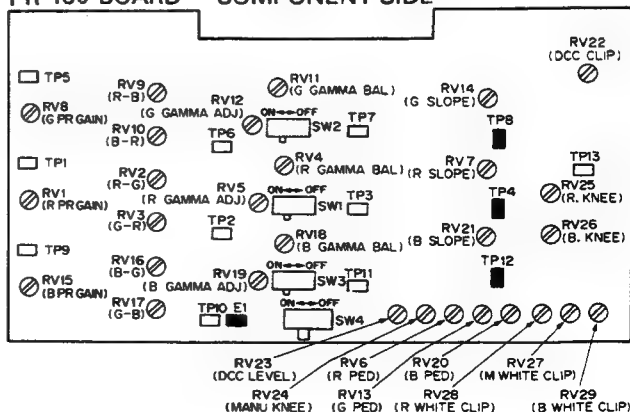 PR-160 BOARD - COMPONENT SIDE
RV22
(DCC CLIP)
TP5
RV8
(G PR GAIN)
RV9
(R-B)
RV11
(G GAMMA BAL)
RV14
(G SLOPE)
RV12
(G GAMMA ADJ)
ON↔OFF
SW2
TP7
TP8
RV10
(B-R)
TP6
TP1
RV1
(R PR GAIN)
RV2
(R-G)
RV4
(R GAMMA BAL)
RV7
(R SLOPE)
TP13
RV25
(R. KNEE)
RV5
(R GAMMA ADJ)
ON↔OFF
SW1
TP3
TP4
RV3
(G-R)
TP2
RV18
(B GAMMA BAL)
RV21
(B SLOPE)
RV26
(B. KNEE)
TP9
RV15
(B PR GAIN)
RV16
(B-G)
RV19
(B GAMMA ADJ)
ON↔OFF
SW3
TP11
TP12
RV17
(G-B)
TP10 E1
ON↔OFF
SW4
RV23
(DCC LEVEL)
RV6
(R PED)
RV20
(B PED)
RV27
(M WHITE CLIP)
RV24
(MANU KNEE)
RV13
(G PED)
RV28
(R WHITE CLIP)
RV29
(B WHITE CLIP)